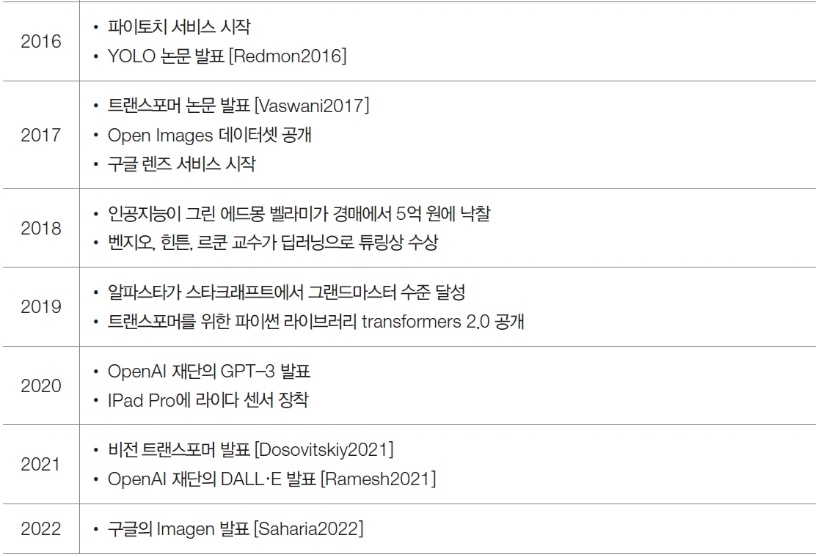 2016
• 파이토치 서비스 시작
• YOLO 논문 발표 [Redmon2016]
2017
• 트랜스포머 논문 발표 [Vaswani2017]
• Open Images 데이터셋 공개
• 구글 렌즈 서비스 시작
2018
• 인공지능이 그린 에드몽 벨라미가 경매에서 5억 원에 낙찰
• 벤지오, 힌튼, 르쿤 교수가 딥러닝으로 튜링상 수상
2019
• 알파스타가 스타크래프트에서 그랜드마스터 수준 달성
• 트랜스포머를 위한 파이썬 라이브러리 transformers 2.0 공개
2020
• OpenAI 재단의 GPT–3 발표
• IPad Pro에 라이다 센서 장착
2021
• 비전 트랜스포머 발표 [Dosovitskiy2021]
• OpenAI 재단의 DALL·E 발표 [Ramesh2021]
2022
• 구글의 Imagen 발표 [Saharia2022]